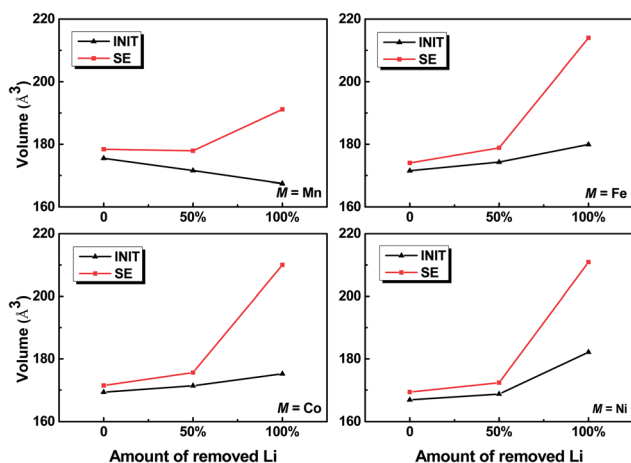 220
200
180
160
Volume (Å³)
INIT
SE
0
50%
100%
M = Mn
220
200
180
160
INIT
SE
0
50%
100%
M = Fe
220
200
180
160
Volume (Å³)
INIT
SE
0
50%
100%
M = Co
Amount of removed Li
220
200
180
160
INIT
SE
0
50%
100%
M = Ni
Amount of removed Li